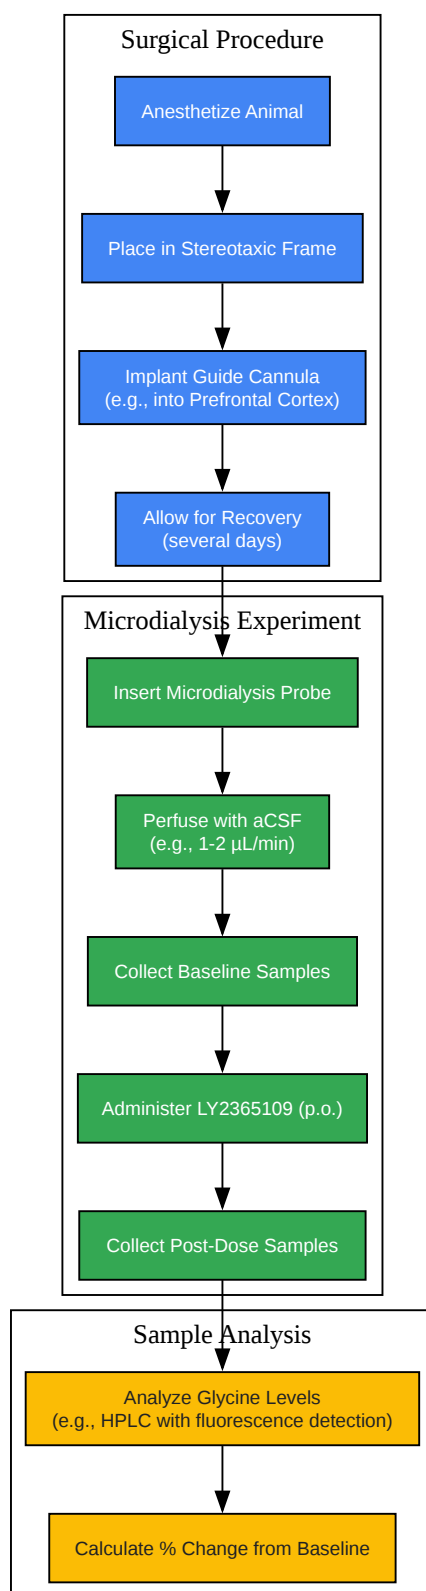 Surgical Procedure
Anesthetize Animal
Place in Stereotaxic Frame
Implant Guide Cannula
(e.g., into Prefrontal Cortex)
Allow for Recovery
(several days)
Microdialysis Experiment
Insert Microdialysis Probe
Perfuse with aCSF
(e.g., 1-2 µL/min)
Collect Baseline Samples
Administer LY2365109 (p.o.)
Collect Post-Dose Samples
Sample Analysis
Analyze Glycine Levels
(e.g., HPLC with fluorescence detection)
Calculate % Change from Baseline